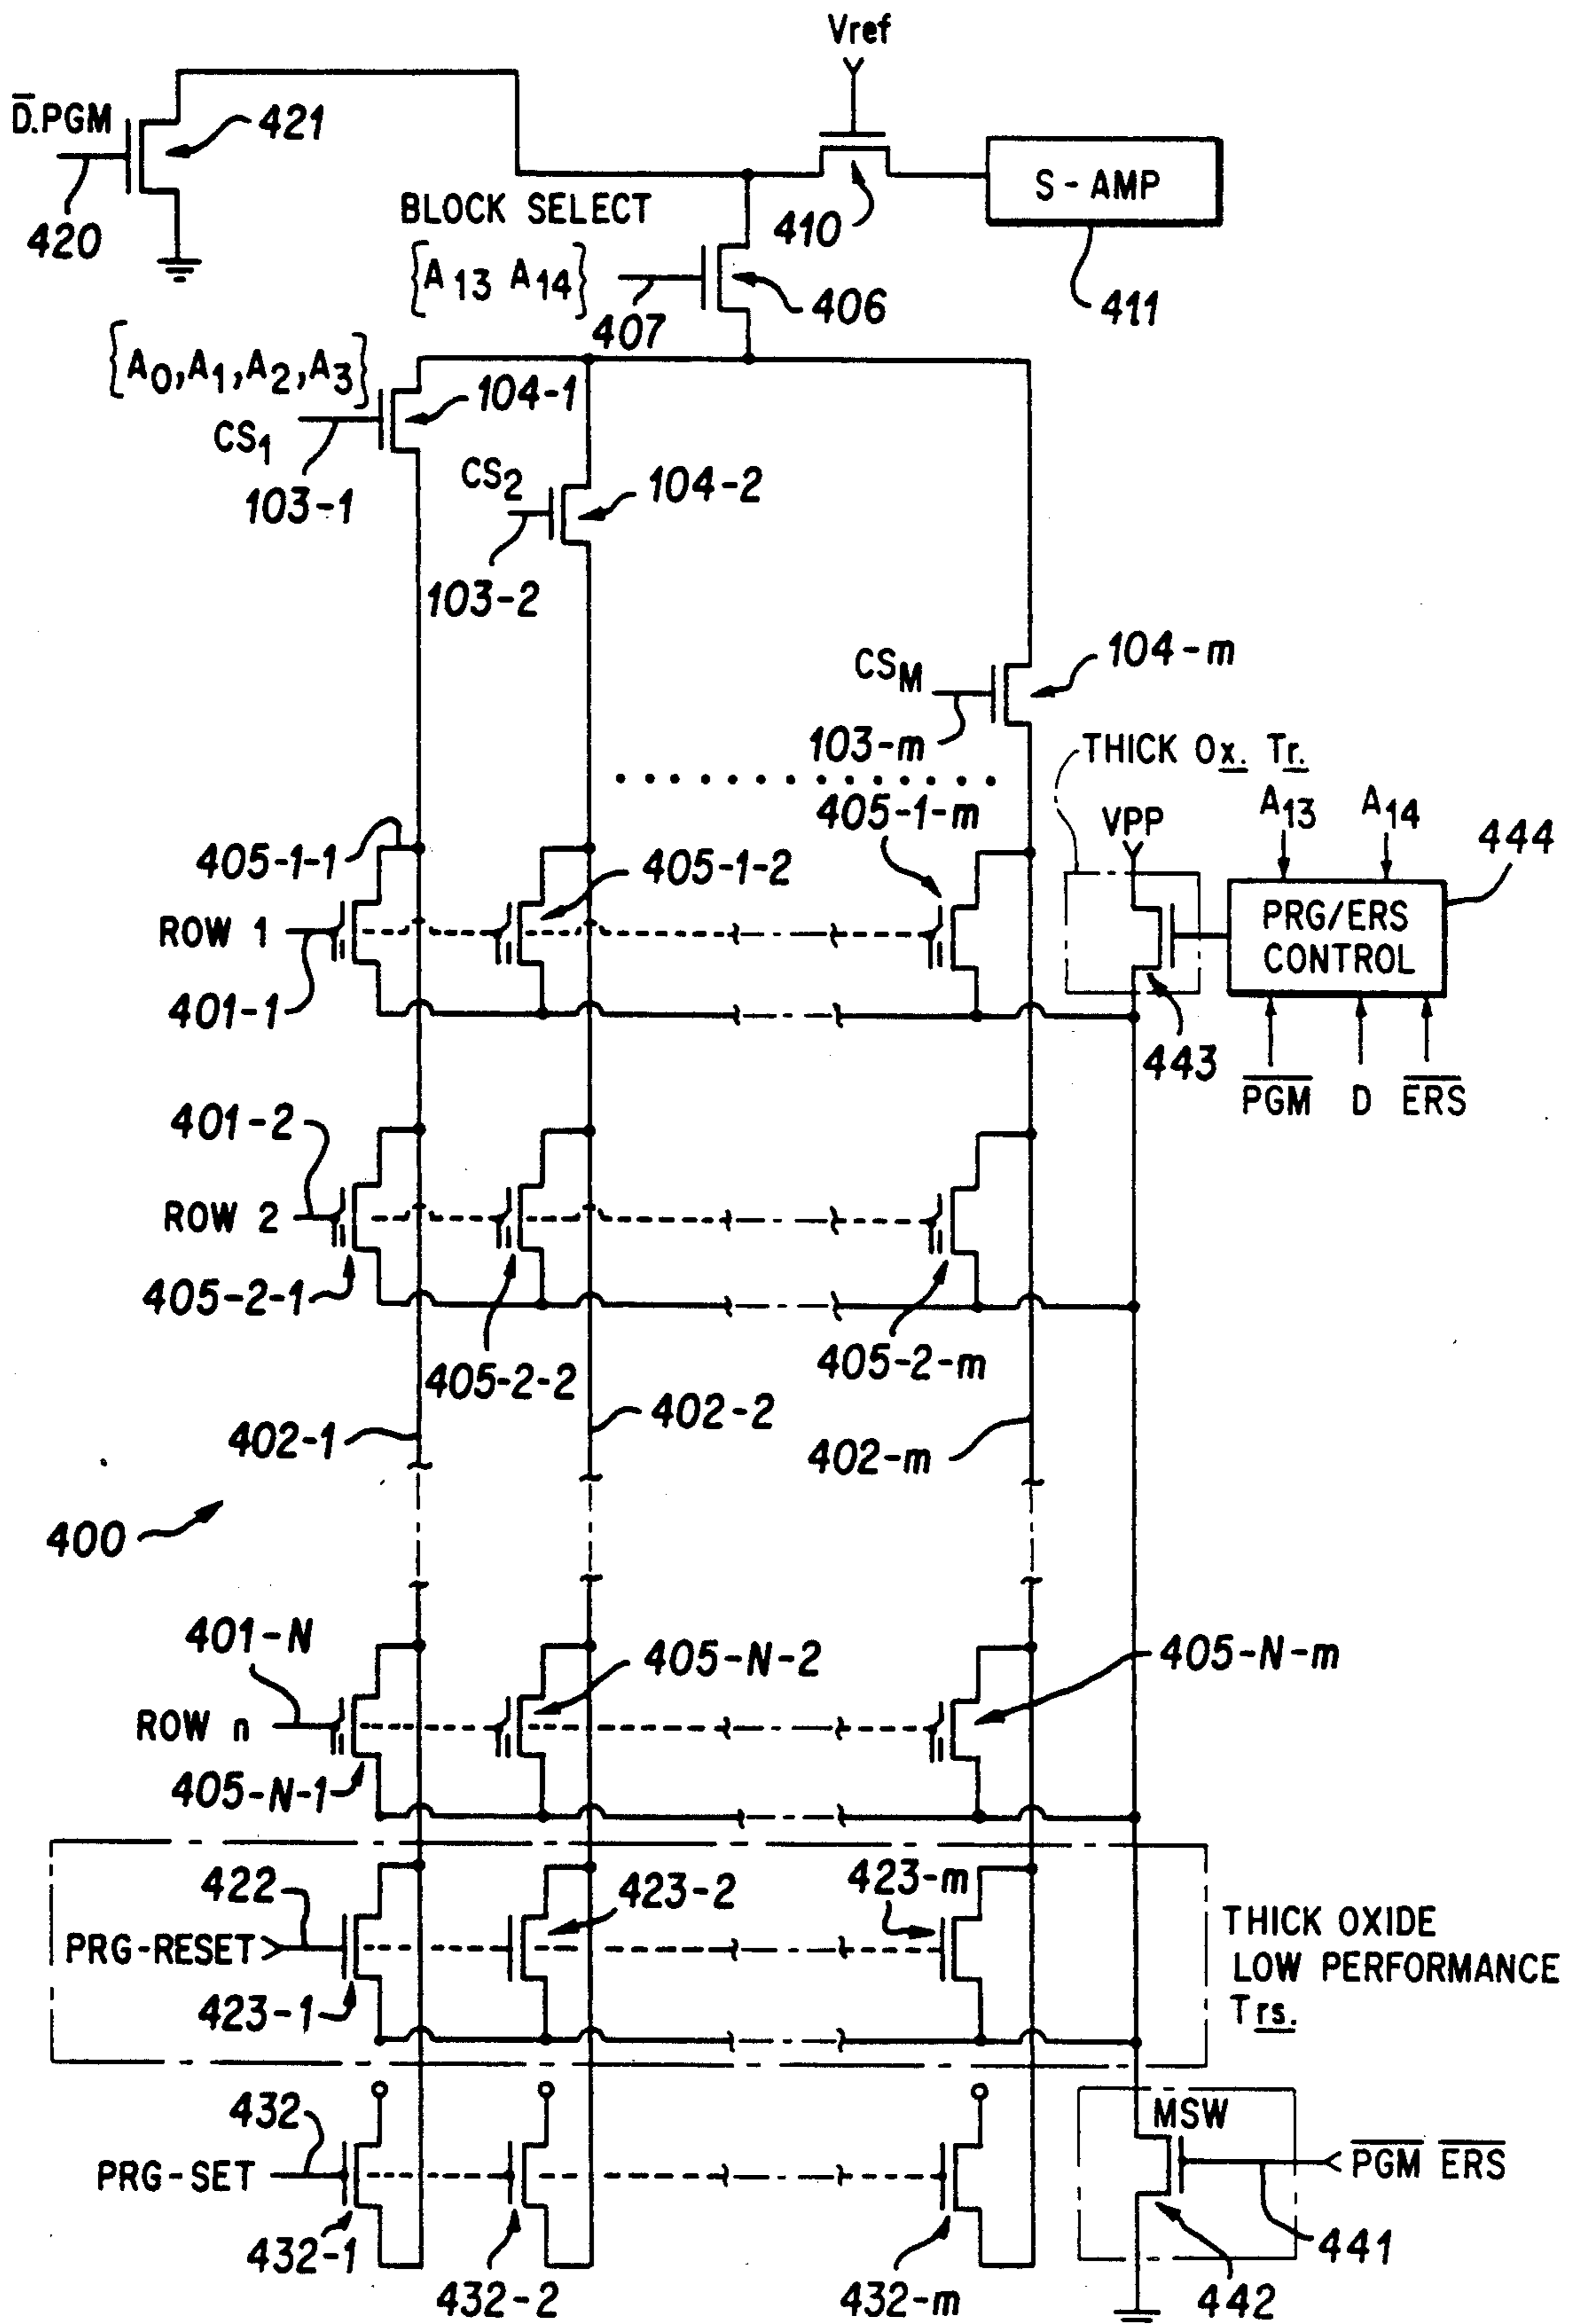 Vref
D̅.PGM
421
S-AMP
420
BLOCK SELECT
410
{A13 A14}
406
411
407
{A0,A1,A2,A3}
104-1
CS1
103-1
CS2
104-2
103-2
CSM
104-m
103-m
THICK Ox. Tr.
405-1-m
A13
A14
VPP
405-1-1
405-1-2
444
ROW 1
PRG/ERS
CONTROL
401-1
443
P̅G̅M̅ D E̅R̅S̅
401-2
ROW 2
405-2-1
405-2-2
405-2-m
402-1
402-2
402-m
400
401-N
405-N-2
405-N-m
ROW n
405-N-1
422
423-2
423-m
THICK OXIDE
LOW PERFORMANCE
Trs.
PRG-RESET
423-1
432
MSW
PRG-SET
P̅G̅M̅ E̅R̅S̅
432-1
441
432-2
432-m
442